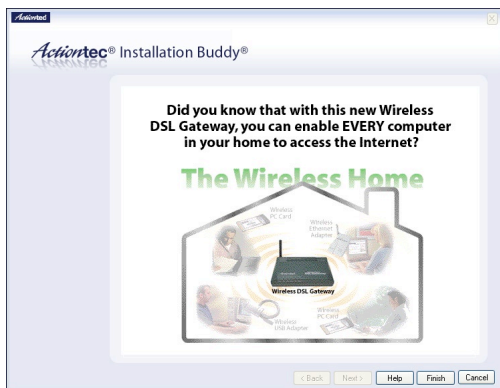 Actiontec
Actiontec® Installation Buddy®
Did you know that with this new Wireless
DSL Gateway, you can enable EVERY computer
in your home to access the Internet?
The Wireless Home
Wireless
PC Card
Wireless
Ethernet
Adapter
Wireless DSL Gateway
Wireless
USB Adapter
Wireless
PC Card
< Back
Next >
Help
Finish
Cancel